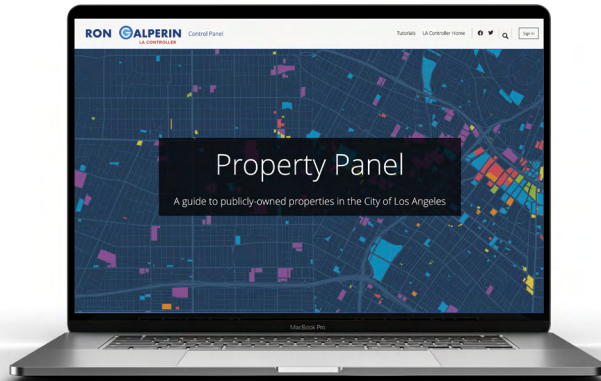 RON GALPERIN
LA CONTROLLER
Control Panel
Tutorials LA Controller Home
Sign In
Property Panel
A guide to publicly-owned properties in the City of Los Angeles
MacBook Pro